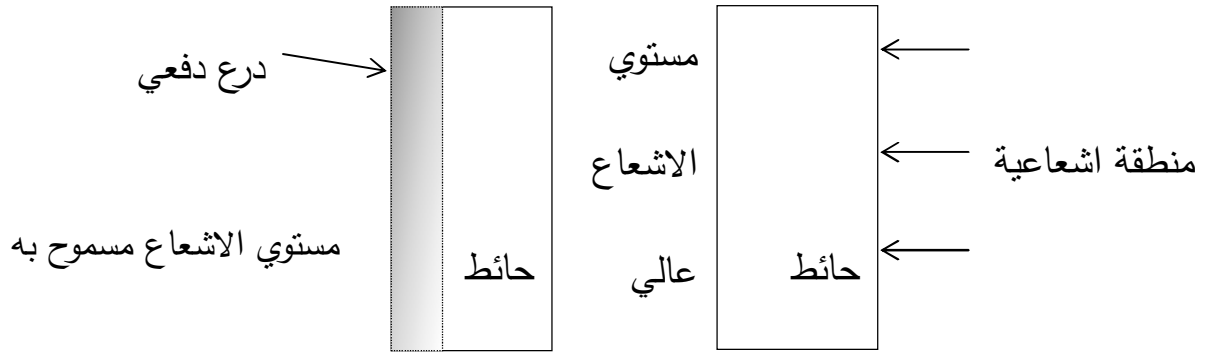 مستوي
درع دفعي
الاشعاع
منطقة اشعاعية
مستوي الاشعاع مسموح به
حائط
عالي
حائط